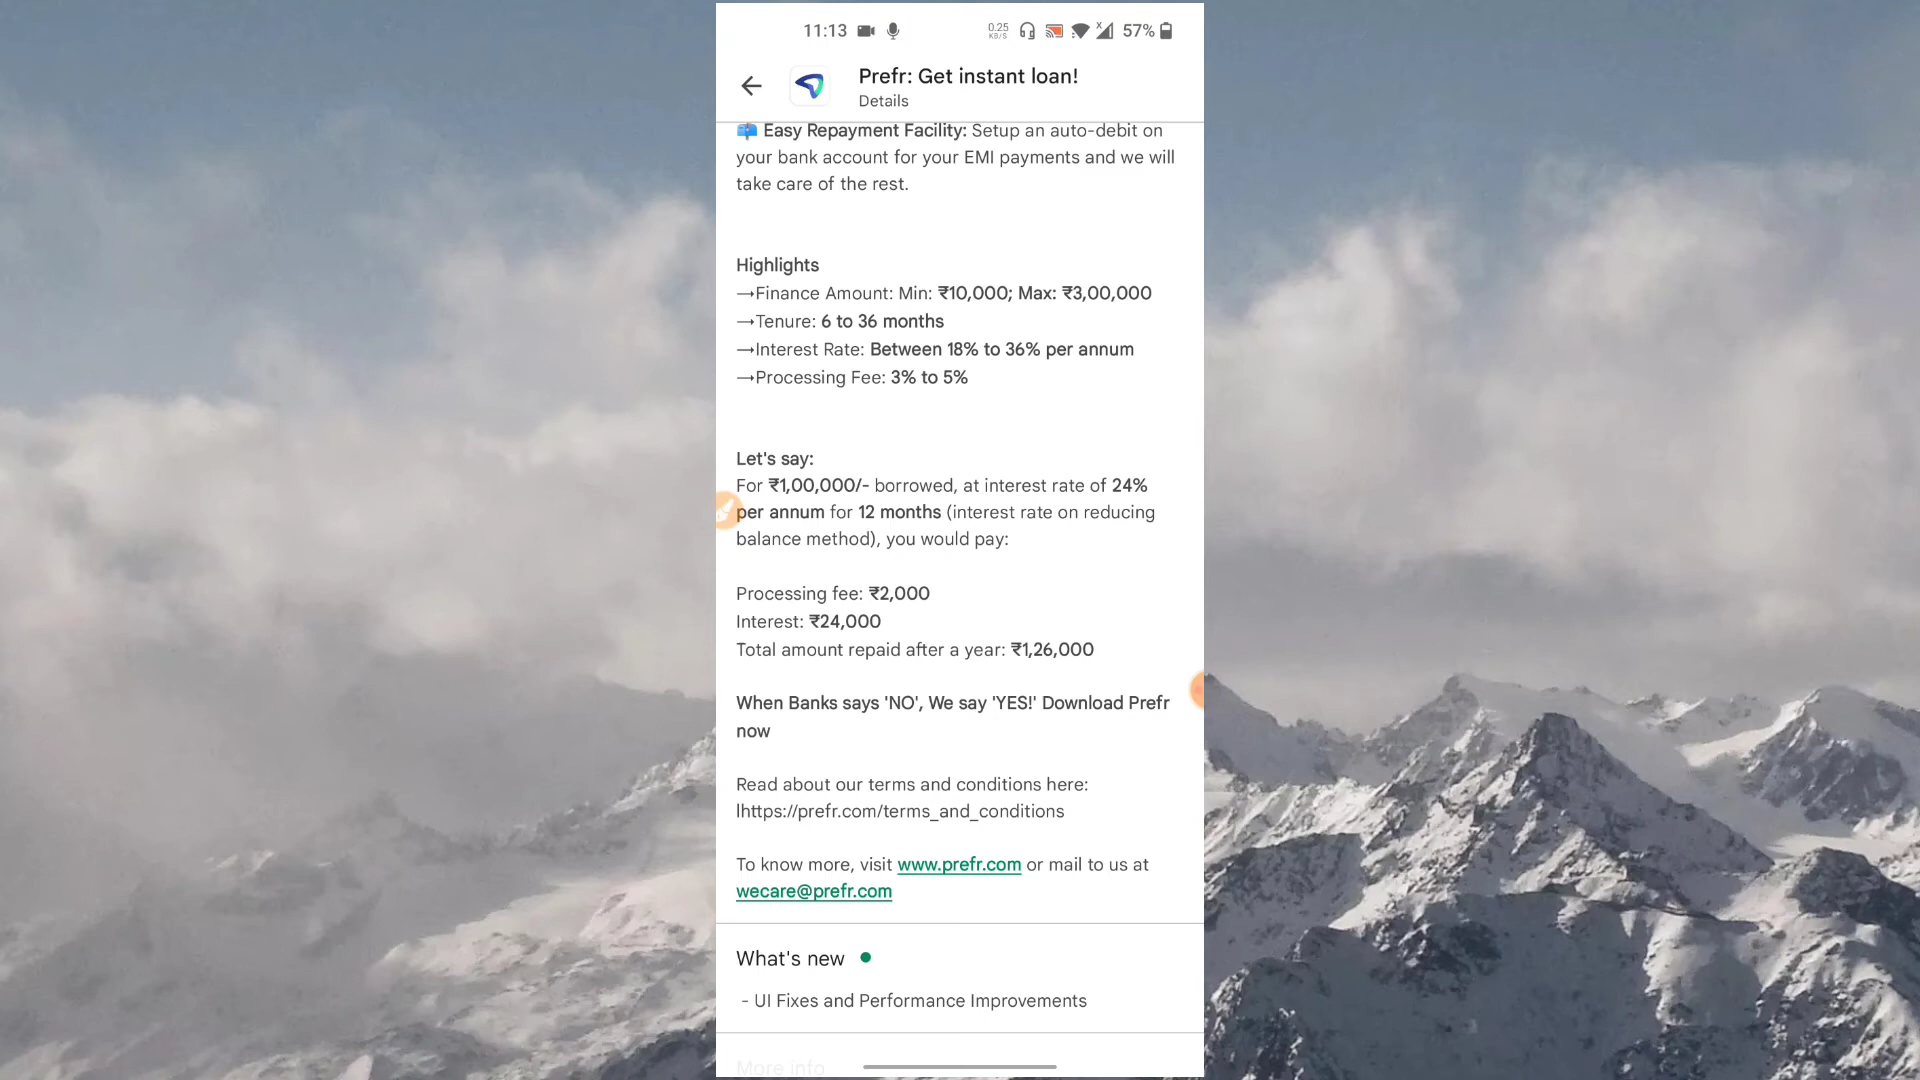 11:13
0.25
KB/S
X
57%
Prefr: Get instant loan!
Details
Easy Repayment Facility: Setup an auto-debit on
your bank account for your EMI payments and we will
take care of the rest.
Highlights
→Finance Amount: Min: ₹10,000; Max: ₹3,00,000
→Tenure: 6 to 36 months
→Interest Rate: Between 18% to 36% per annum
→Processing Fee: 3% to 5%
Let's say:
For ₹1,00,000/- borrowed, at interest rate of 24%
per annum for 12 months (interest rate on reducing
balance method), you would pay:
Processing fee: ₹2,000
Interest: ₹24,000
Total amount repaid after a year: ₹1,26,000
When Banks says 'NO', We say 'YES!' Download Prefr
now
Read about our terms and conditions here:
lhttps://prefr.com/terms_and_conditions
To know more, visit www.prefr.com or mail to us at
wecare@prefr.com
What's new
- UI Fixes and Performance Improvements
More info